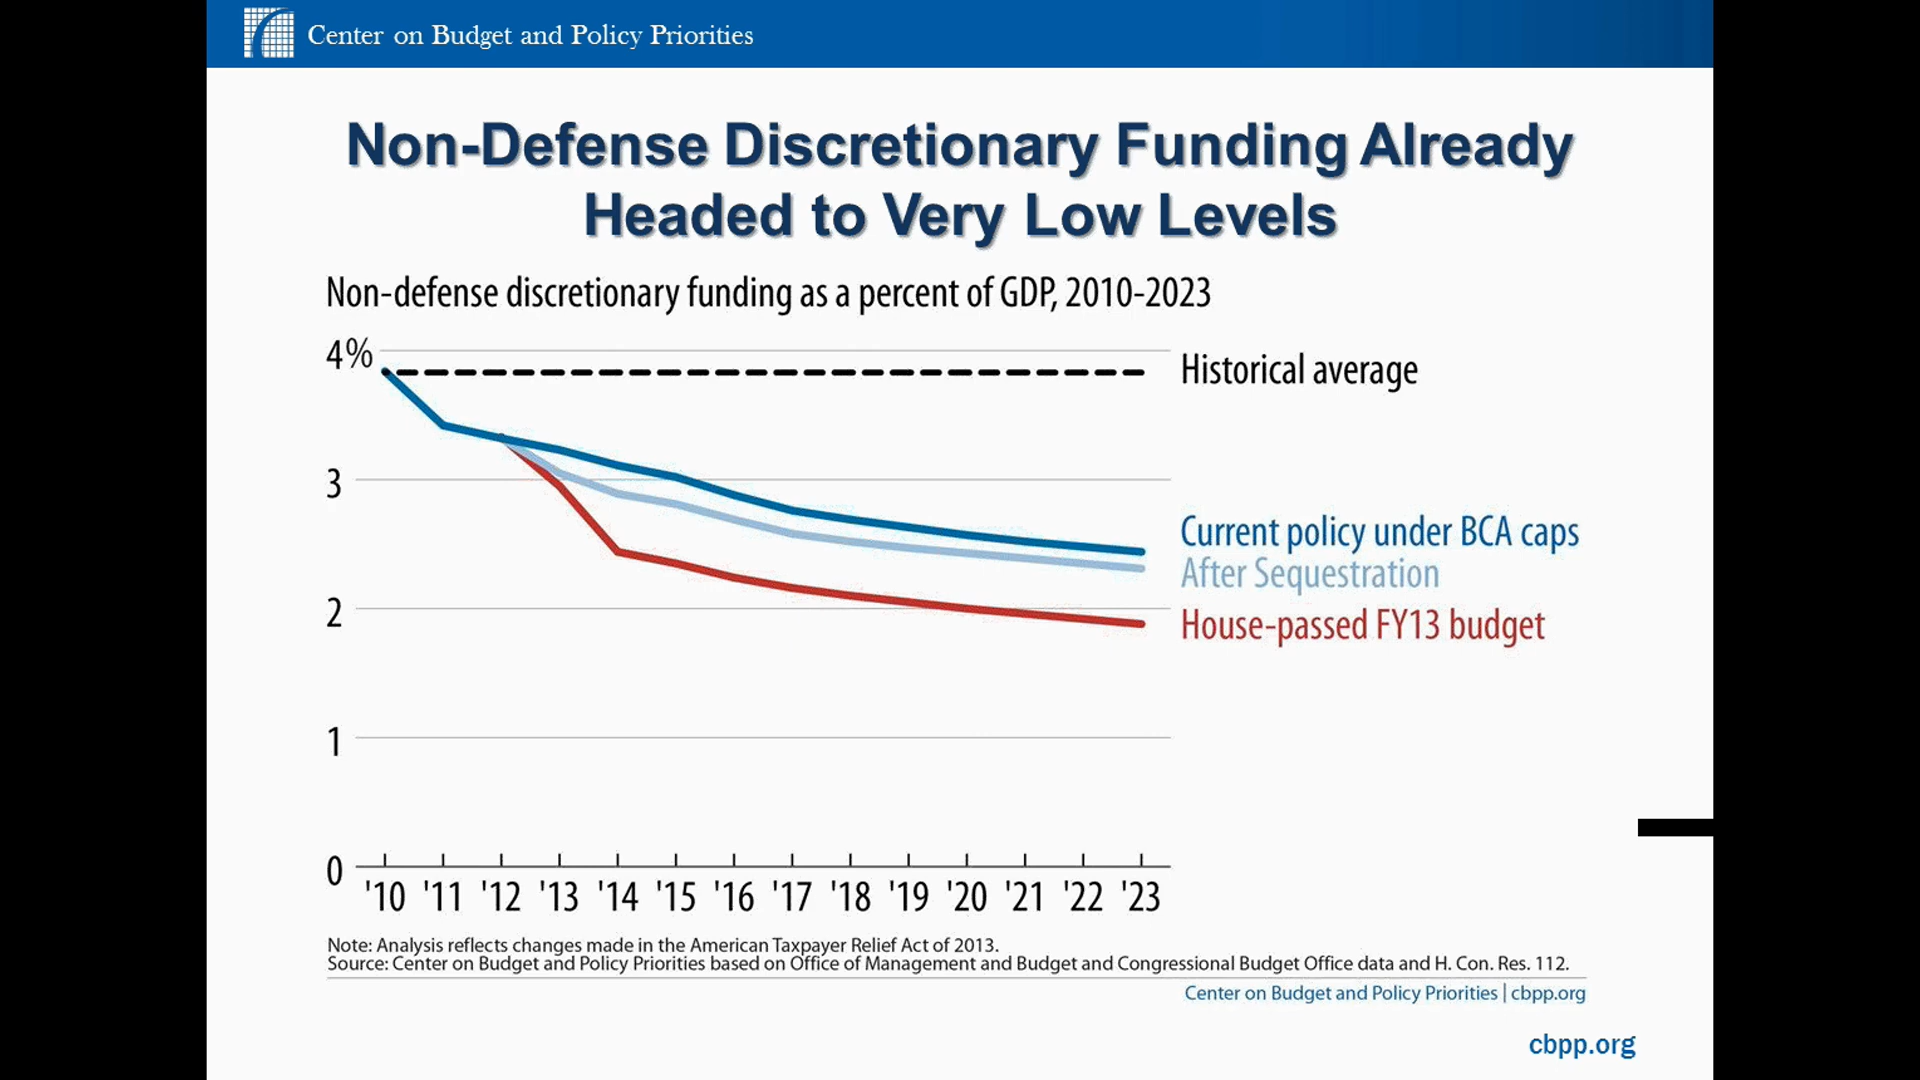 Center on Budget and Policy Priorities
Non-Defense Discretionary Funding Already
Headed to Very Low Levels
Non-defense discretionary funding as a percent of GDP, 2010-2023
4%
Historical average
3
Current policy under BCA caps
After Sequestration
2
House-passed FY13 budget
1
0
'10 '11 '12 '13 '14 '15 '16 '17 '18 '19 '20 '21 '22 '23
Note: Analysis reflects changes made in the American Taxpayer Relief Act of 2013.
Source: Center on Budget and Policy Priorities based on Office of Management and Budget and Congressional Budget Office data and H. Con. Res. 112.
Center on Budget and Policy Priorities | cbpp.org
cbpp.org